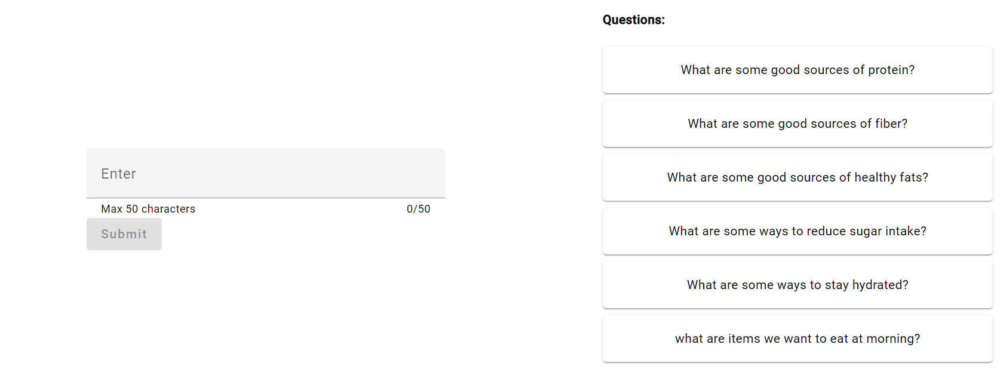 Enter
Max 50 characters
0/50
Submit
Questions:
What are some good sources of protein?
What are some good sources of fiber?
What are some good sources of healthy fats?
What are some ways to reduce sugar intake?
What are some ways to stay hydrated?
what are items we want to eat at morning?